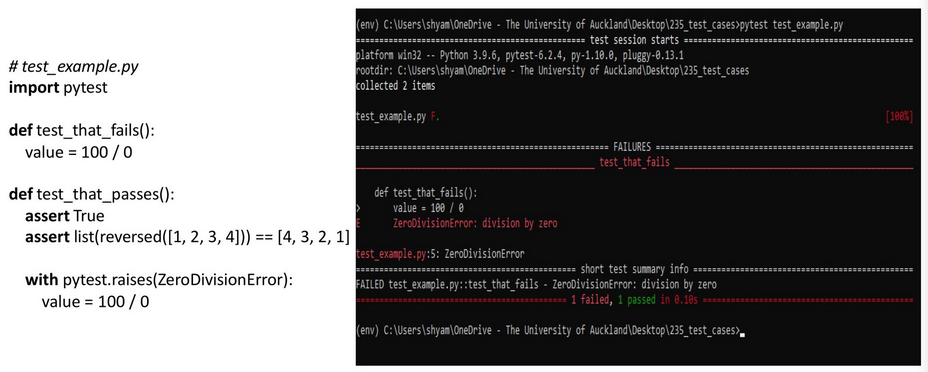 # test_example.py
import pytest
def test_that_fails():
value = 100 / 0
def test_that_passes():
assert True
assert list(reversed([1, 2, 3, 4])) == [4, 3, 2, 1]
with pytest.raises(ZeroDivisionError):
value = 100 / 0
(env) C:\Users\shyam\OneDrive - The University of Auckland\Desktop\235_test_cases>pytest test_example.py
============================================ test session starts ============================================
platform win32 -- Python 3.9.6, pytest-6.2.4, py-1.10.0, pluggy-0.13.1
rootdir: C:\Users\shyam\OneDrive - The University of Auckland\Desktop\235_test_cases
collected 2 items
test_example.py F. [100%]
================================================= FAILURES ==================================================
______________________________________________ test_that_fails ______________________________________________
def test_that_fails():
> value = 100 / 0
E ZeroDivisionError: division by zero
test_example.py:5: ZeroDivisionError
========================================== short test summary info ==========================================
FAILED test_example.py::test_that_fails - ZeroDivisionError: division by zero
======================================== 1 failed, 1 passed in 0.10s ========================================
(env) C:\Users\shyam\OneDrive - The University of Auckland\Desktop\235_test_cases>